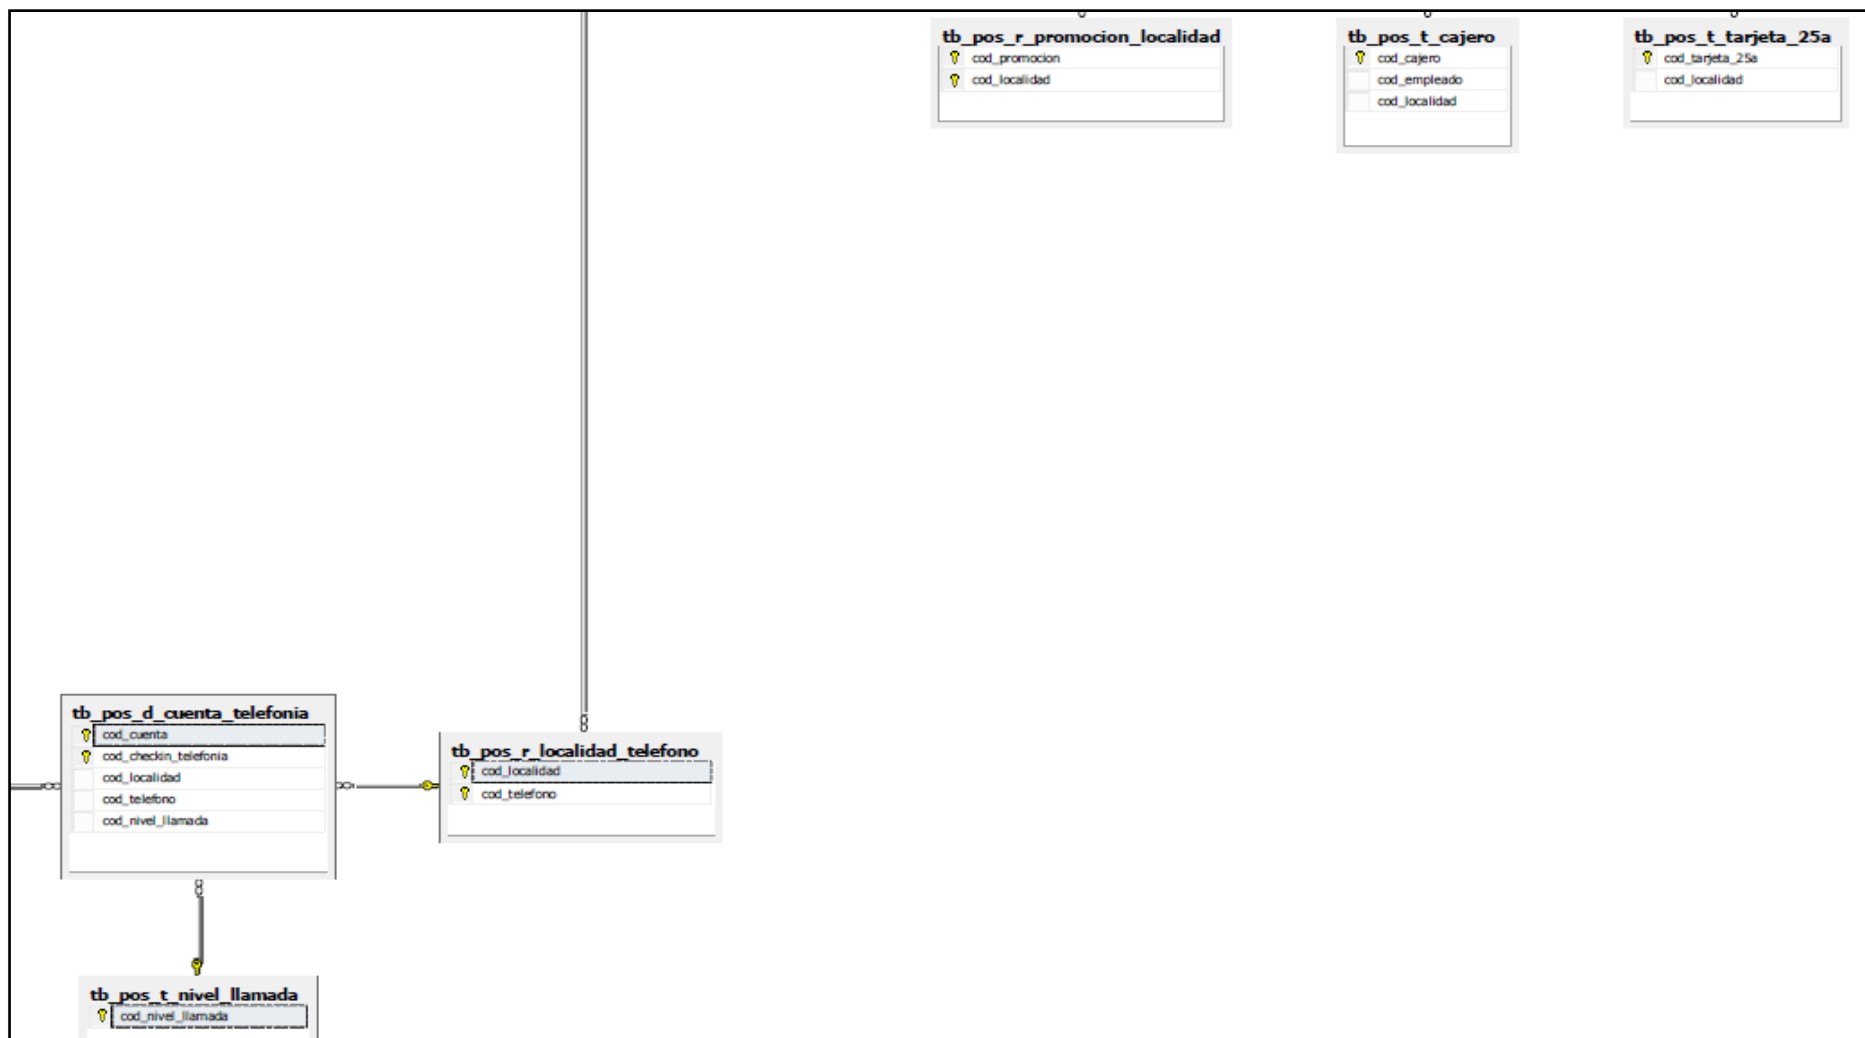 tb_pos_r_promocion_localidad
cod_promocion
cod_localidad
tb_pos_t_cajero
cod_cajero
cod_empleado
cod_localidad
tb_pos_t_tarjeta_25a
cod_tarjeta_25a
cod_localidad
tb_pos_d_cuenta_telefonia
cod_cuenta
cod_checkin_telefonia
cod_localidad
cod_telefono
cod_nivel_llamada
tb_pos_r_localidad_telefono
cod_localidad
cod_telefono
tb_pos_t_nivel_llamada
cod_nivel_llamada